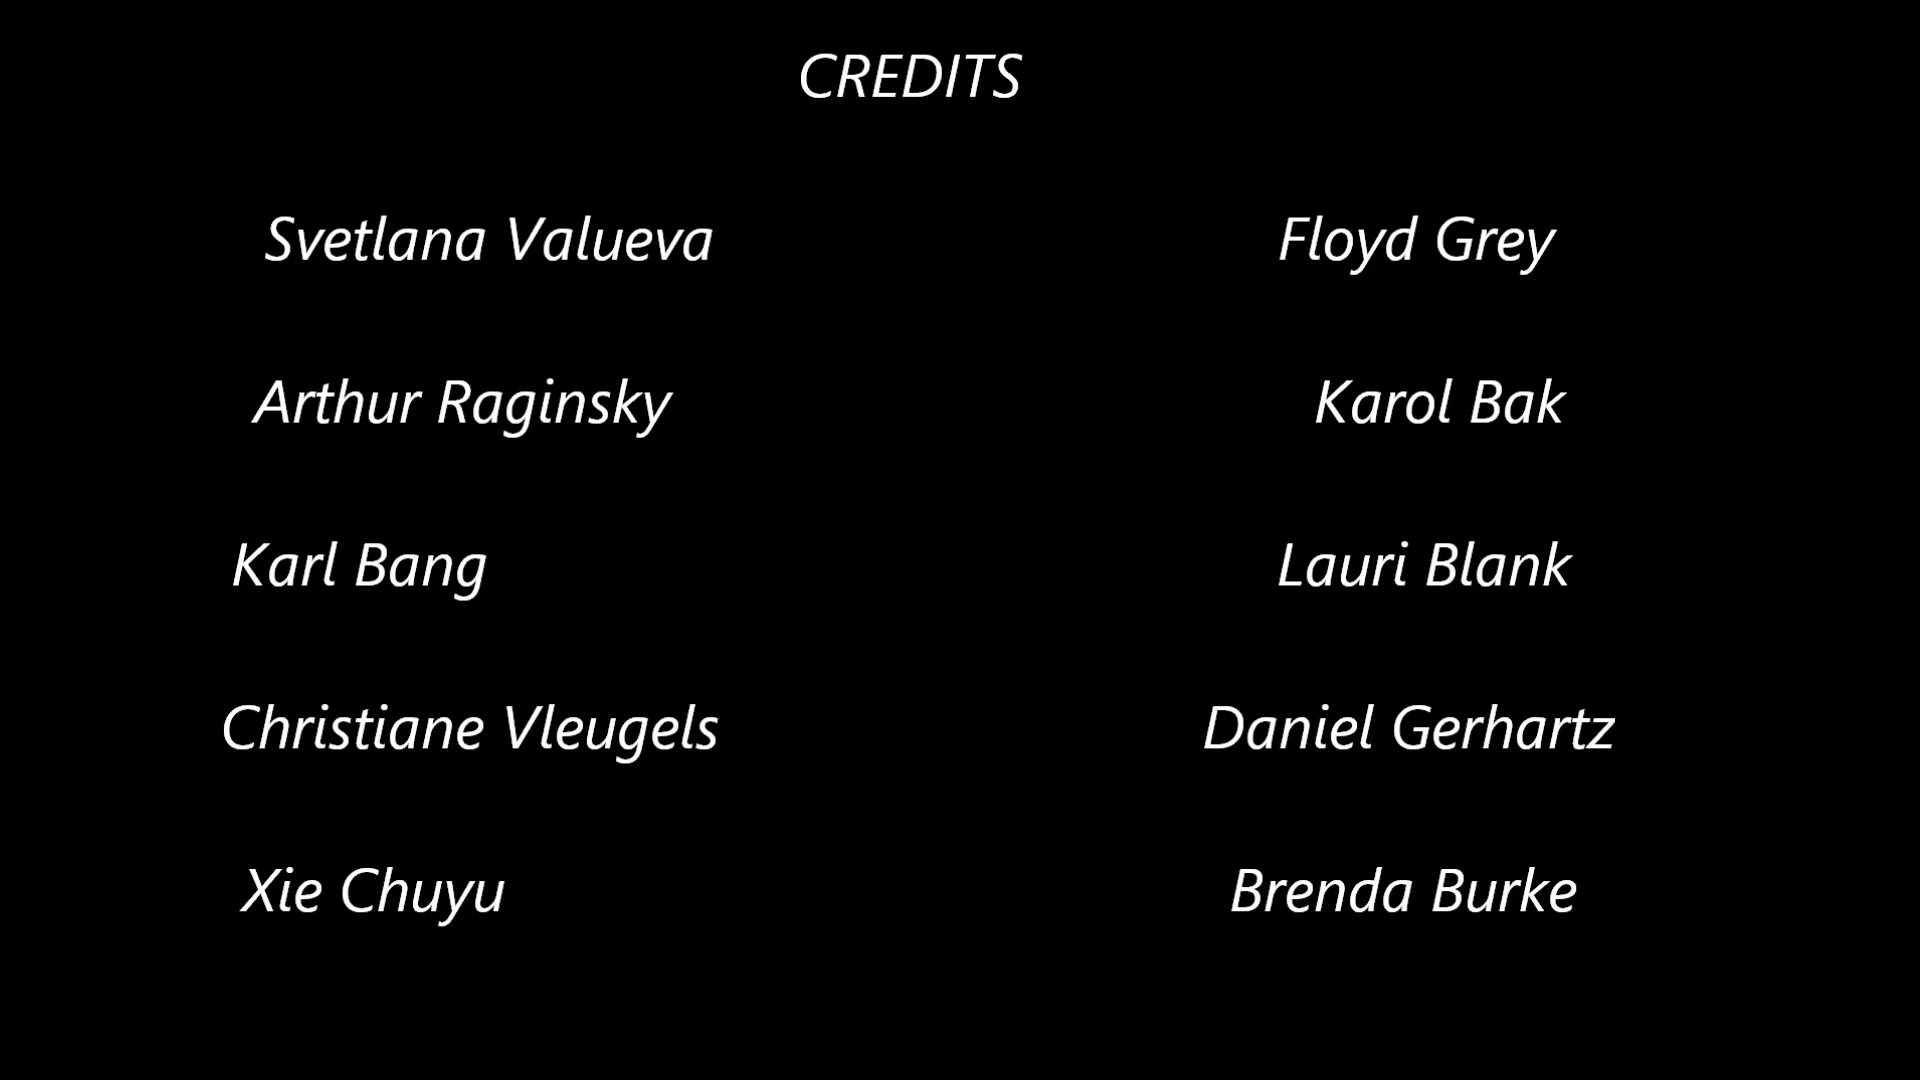 CREDITS
Svetlana Valueva
Floyd Grey
Arthur Raginsky
Karol Bak
Karl Bang
Lauri Blank
Christiane Vleugels
Daniel Gerhartz
Xie Chuyu
Brenda Burke